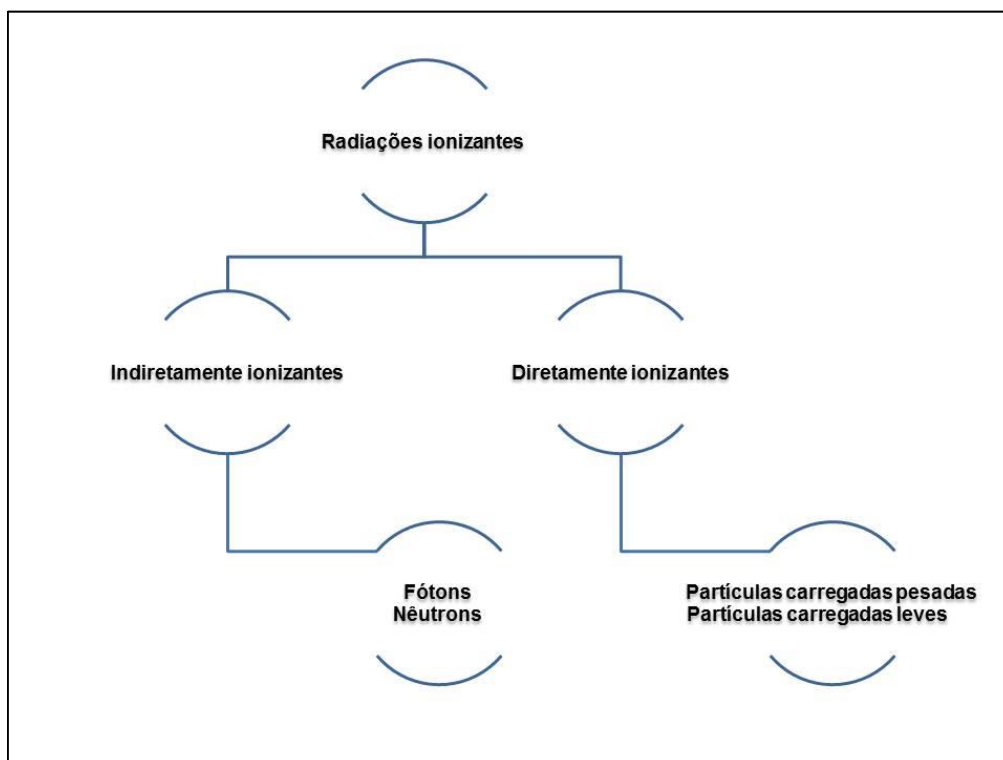 Radiações ionizantes
Indiretamente ionizantes
Diretamente ionizantes
Fótons
Nêutrons
Partículas carregadas pesadas
Partículas carregadas leves